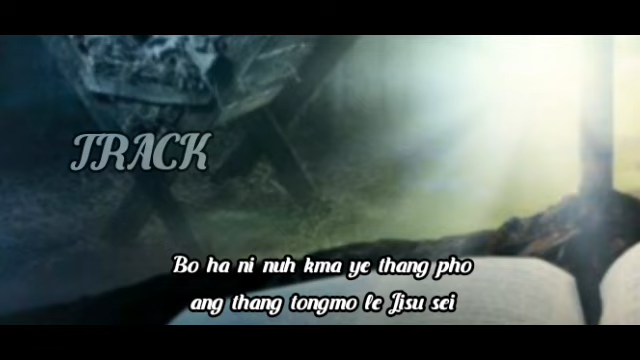 TRACK
Bo ha ni nuh kma ye thang pho
ang thang tongmo le Jisu sei